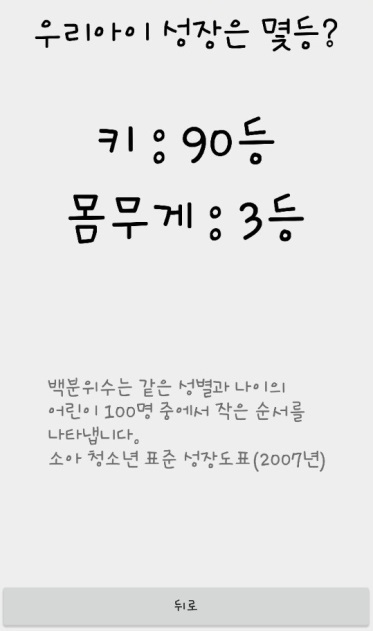 우리아이 성장은 몇등?
키 : 90등
몸무게 : 3등
백분위수는 같은 성별과 나이의
어린이 100명 중에서 작은 순서를
나타냅니다.
소아 청소년 표준 성장도표(2007년)
뒤로